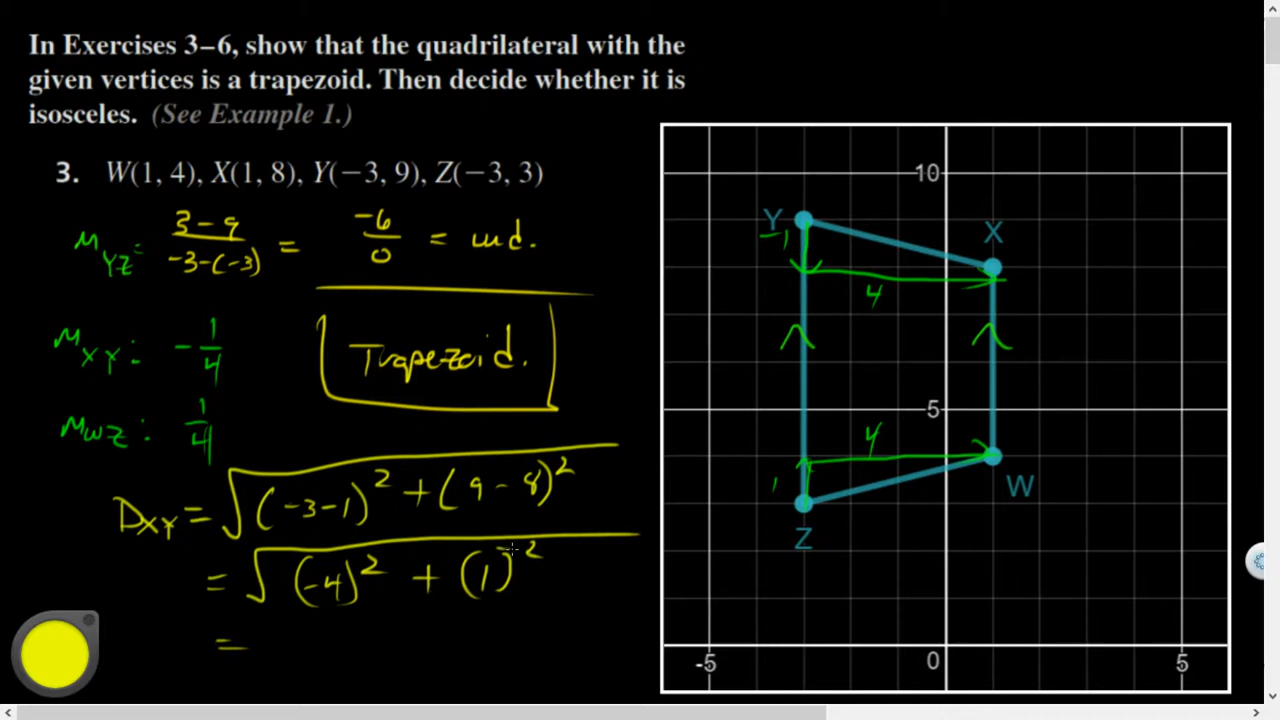 In Exercises 3–6, show that the quadrilateral with the
given vertices is a trapezoid. Then decide whether it is
isosceles. (See Example 1.)
3. W(1, 4), X(1, 8), Y(−3, 9), Z(−3, 3)
M_YZ = (3-9)/(-3-(-3)) = -6/0 = und.
M_XY : -1/4
Trapezoid.
M_WZ : 1/4
D_XY = √((-3-1)² + (9-8)²)
= √((-4)² + (1)²)
=
10
Y
-1
X
4
5
4
1
W
Z
-5
0
5